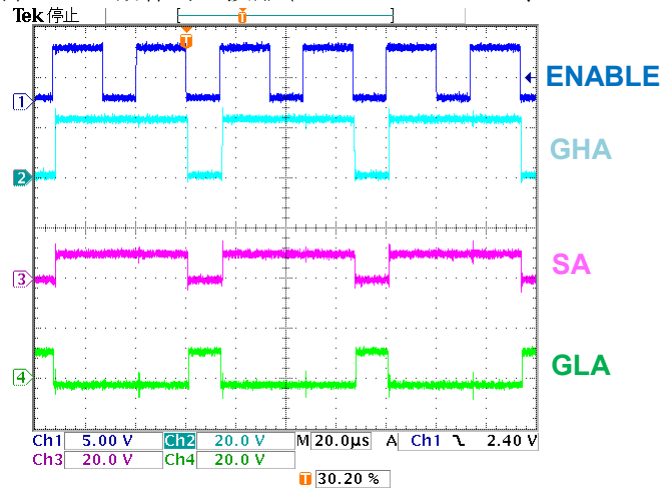 Tek 停止
T
T
1
ENABLE
GHA
2
SA
3
GLA
4
Ch1 5.00 V Ch2 20.0 V M 20.0µs A Ch1 2.40 V
Ch3 20.0 V Ch4 20.0 V
T 30.20 %